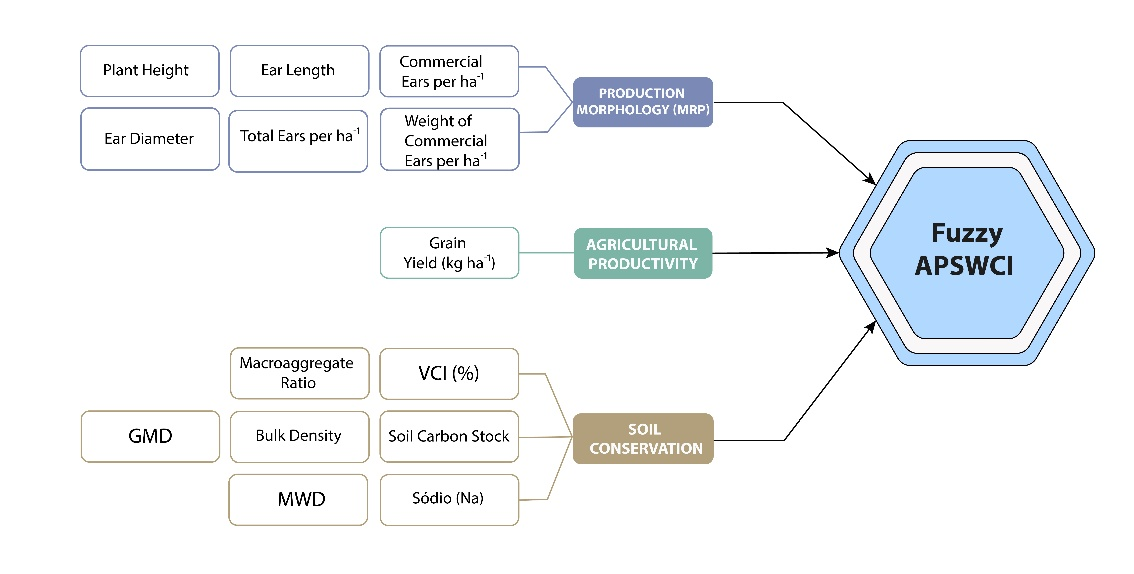 Plant Height
Ear Length
Commercial
Ears per ha⁻¹
Ear Diameter
Total Ears per ha⁻¹
Weight of
Commercial
Ears per ha⁻¹
PRODUCTION
MORPHOLOGY (MRP)
Grain
Yield (kg ha⁻¹)
AGRICULTURAL
PRODUCTIVITY
Fuzzy
APSWCI
Macroaggregate
Ratio
VCI (%)
GMD
Bulk Density
Soil Carbon Stock
MWD
Sódio (Na)
SOIL
CONSERVATION